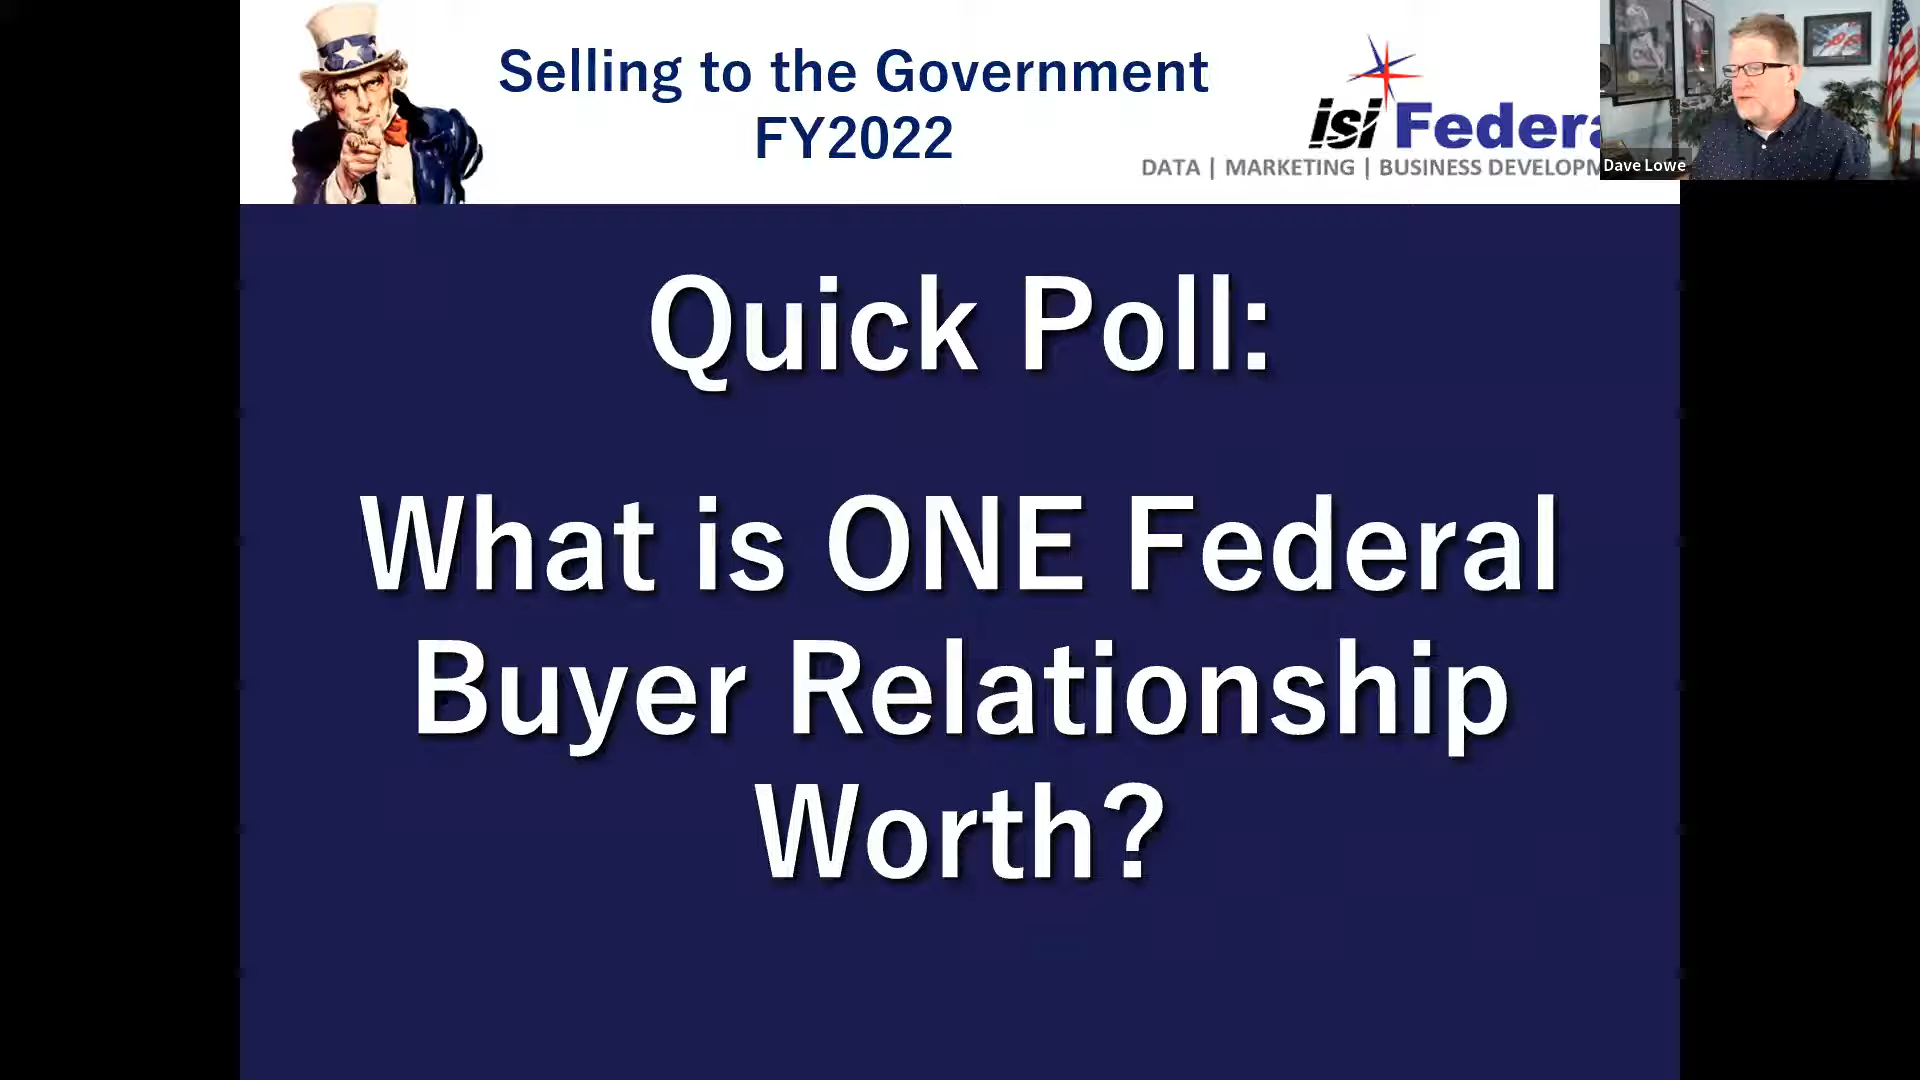 Selling to the Government
FY2022
isi Federa
DATA | MARKETING | BUSINESS DEVELOPM
Dave Lowe
Quick Poll:
What is ONE Federal
Buyer Relationship
Worth?